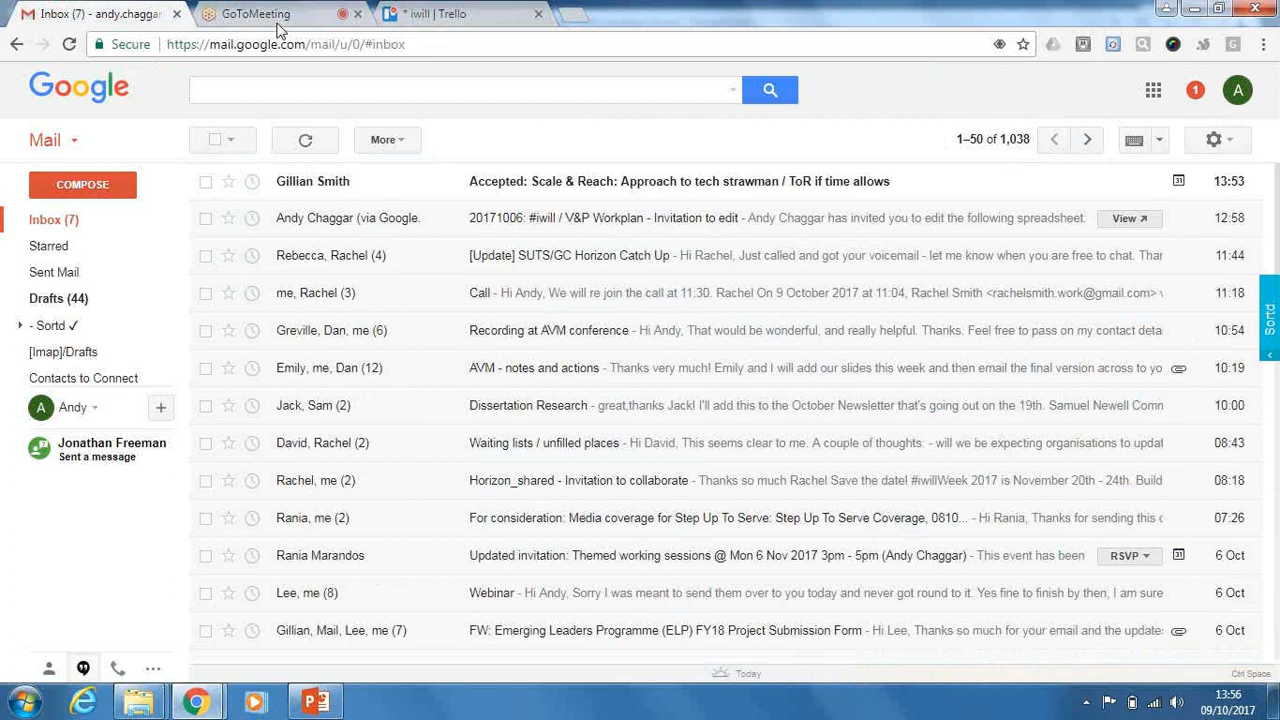 Inbox (7) - andy.chaggar
GoToMeeting
* iwill | Trello
Secure
https://mail.google.com/mail/u/0/#inbox
Google
1
A
Mail
More
1–50 of 1,038
COMPOSE
Inbox (7)
Starred
Sent Mail
Drafts (44)
- Sortd ✓
[Imap]/Drafts
Contacts to Connect
A Andy
Jonathan Freeman
Sent a message
Gillian Smith Accepted: Scale & Reach: Approach to tech strawman / ToR if time allows 31 13:53
Andy Chaggar (via Google. 20171006: #iwill / V&P Workplan - Invitation to edit - Andy Chaggar has invited you to edit the following spreadsheet: View 12:58
Rebecca, Rachel (4) [Update] SUTS/GC Horizon Catch Up - Hi Rachel, Just called and got your voicemail - let me know when you are free to chat. 11:44
me, Rachel (3) Call - Hi Andy, We will re join the call at 11.30. Rachel On 9 October 2017 at 11:04, Rachel Smith <rachelsmith.work@gmail.com> 11:18
Greville, Dan, me (6) Recording at AVM conference - Hi Andy, That would be wonderful, and really helpful. Thanks. Feel free to pass on my contact detai 10:54
Emily, me, Dan (12) AVM - notes and actions - Thanks very much! Emily and I will add our slides this week and then email the final version across to yo 10:19
Jack, Sam (2) Dissertation Research - great,thanks Jack! I'll add this to the October Newsletter that's going out on the 19th. Samuel Newell Comm 10:00
David, Rachel (2) Waiting lists / unfilled places - Hi David, This seems clear to me. A couple of thoughts: - will we be expecting organisations to updat 08:43
Rachel, me (2) Horizon_shared - Invitation to collaborate - Thanks so much Rachel Save the date! #iwillWeek 2017 is November 20th - 24th. Build 08:18
Rania, me (2) For consideration: Media coverage for Step Up To Serve: Step Up To Serve Coverage, 0810... - Hi Rania, Thanks for sending this 07:26
Rania Marandos Updated invitation: Themed working sessions @ Mon 6 Nov 2017 3pm - 5pm (Andy Chaggar) - This event has been RSVP 31 6 Oct
Lee, me (8) Webinar - Hi Andy, Sorry I was meant to send them over to you today and never got round to it. Yes fine to finish by then, I am sure 6 Oct
Gillian, Mail, Lee, me (7) FW: Emerging Leaders Programme (ELP) FY18 Project Submission Form - Hi Lee, Thanks so much for your email and the update 6 Oct
Sortd.
Today
Ctrl Space
13:56
09/10/2017